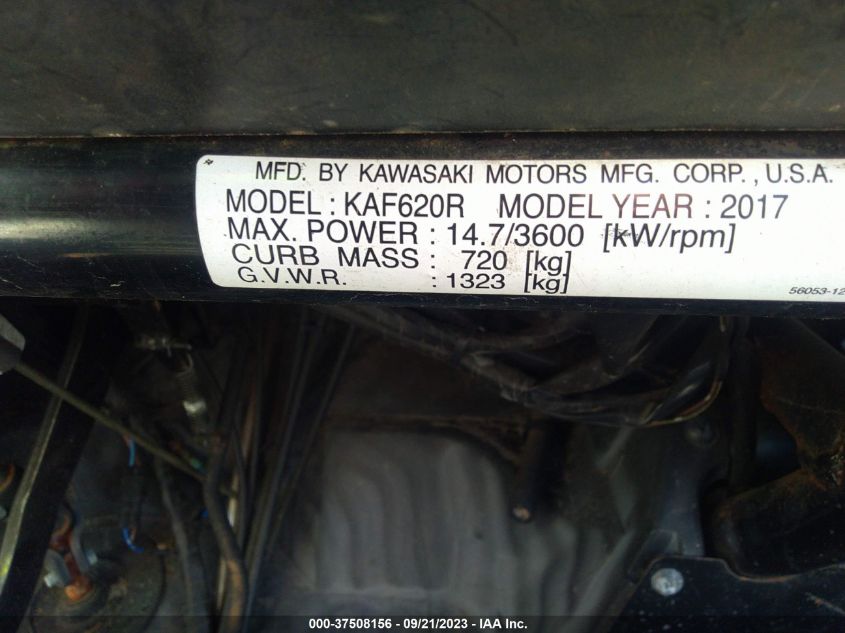 MFD. BY KAWASAKI MOTORS MFG. CORP., U.S.A.
MODEL : KAF620R MODEL YEAR : 2017
MAX. POWER : 14.7/3600 [kW/rpm]
CURB MASS : 720 [kg]
G.V.W.R. : 1323 [kg]
56053-12
000-37508156 - 09/21/2023 - IAA Inc.